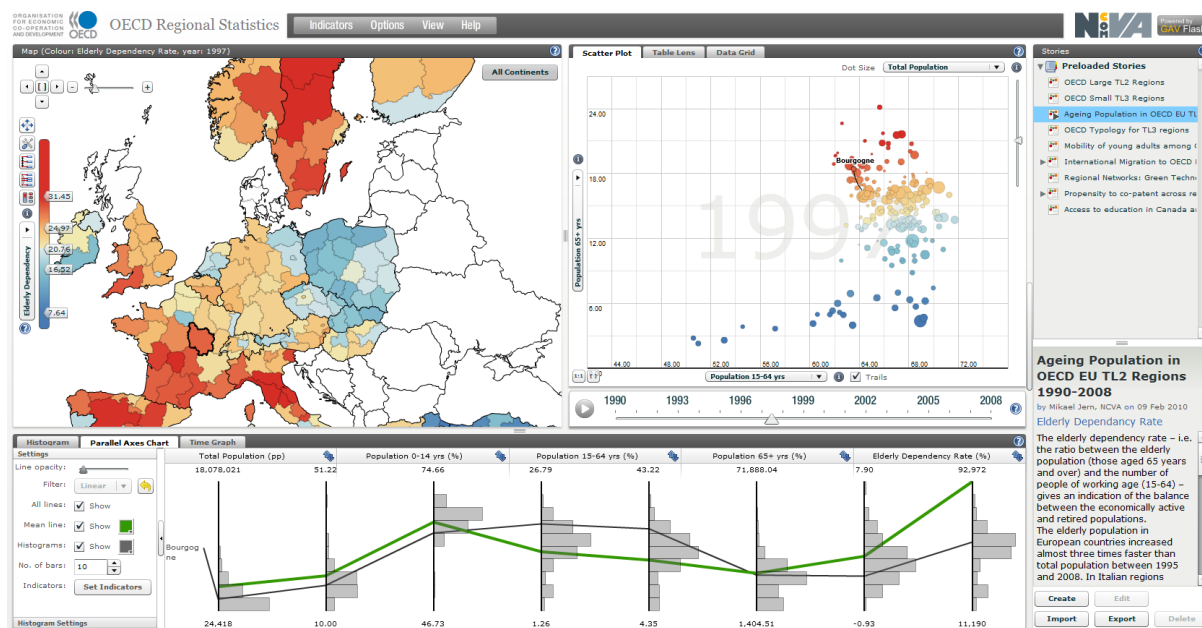 ORGANISATION
FOR ECONOMIC
CO-OPERATION
AND DEVELOPMENT
OECD
OECD Regional Statistics
Indicators Options View Help
NCOMVA
Powered by
GAV Flash
Map (Colour: Elderly Dependency Rate, year: 1997)
All Continents
31.45
24.97
20.76
16.52
7.64
Elderly Dependency
Scatter Plot Table Lens Data Grid
Dot Size Total Population
24.00
18.00
12.00
6.00
Population 65+ yrs
Bourgogne
1997
44.00 48.00 52.00 56.00 60.00 64.00 68.00 72.00
1:1
Population 15-64 yrs
Trails
1990 1993 1996 1999 2002 2005 2008
Stories
Preloaded Stories
OECD Large TL2 Regions
OECD Small TL3 Regions
Ageing Population in OECD EU TL
OECD Typology for TL3 regions
Mobility of young adults among
International Migration to OECD
Regional Networks: Green Techn
Propensity to co-patent across re
Access to education in Canada a
Ageing Population in
OECD EU TL2 Regions
1990-2008
by Mikael Jern, NCVA on 09 Feb 2010
Elderly Dependancy Rate
The elderly dependency rate – i.e.
the ratio between the elderly
population (those aged 65 years
and over) and the number of
people of working age (15-64) –
gives an indication of the balance
between the economically active
and retired populations.
The elderly population in
European countries increased
almost three times faster than
total population between 1995
and 2008. In Italian regions
Create Edit
Import Export Delete
Histogram Parallel Axes Chart Time Graph
Settings
Line opacity:
Filter: Linear
All lines: Show
Mean line: Show
Histograms: Show
No. of bars: 10
Indicators: Set Indicators
Histogram Settings
Total Population (pp) Population 0-14 yrs (%) Population 15-64 yrs (%) Population 65+ yrs (%) Elderly Dependency Rate (%)
18,078,021 51.22 74.66 26.79 43.22 71,888.04 7.90 92,972
Bourgog
ne
24,418 10.00 46.73 1.26 4.35 1,404.51 -0.93 11.190